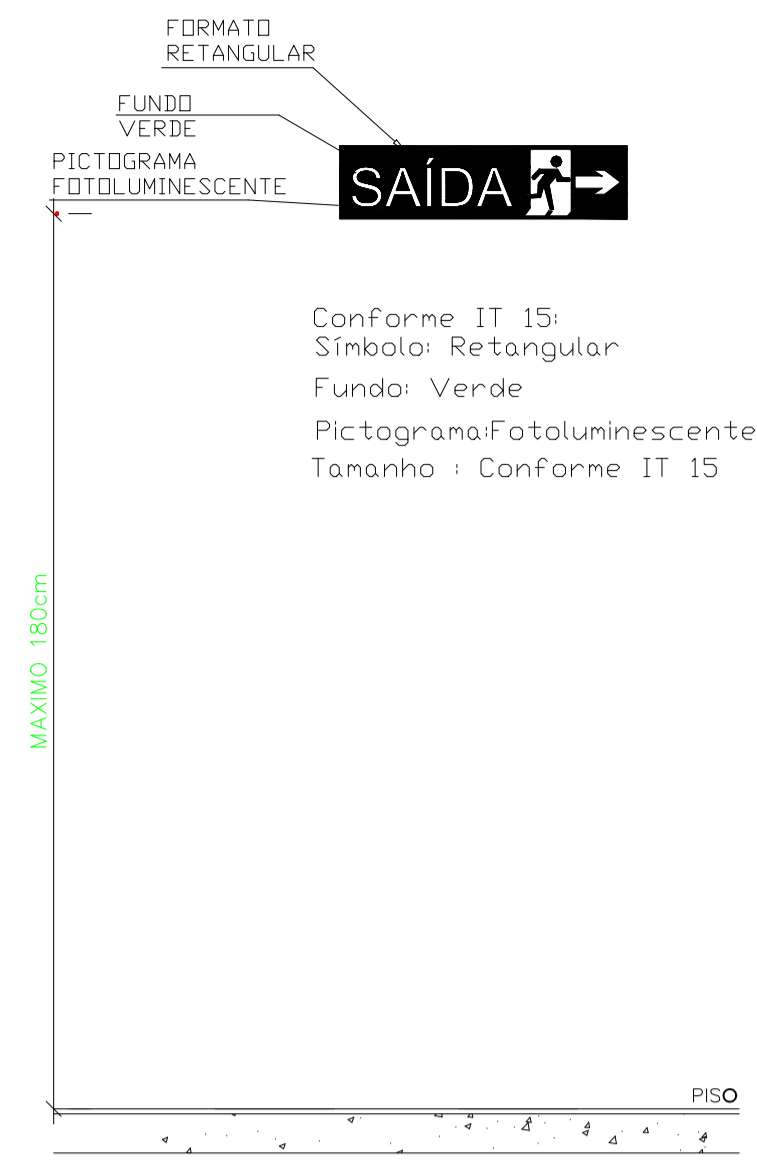 FORMATO
RETANGULAR
FUNDO
VERDE
PICTOGRAMA
FOTOLUMINESCENTE
SAÍDA
Conforme IT 15:
Símbolo: Retangular
Fundo: Verde
Pictograma:Fotoluminescente
Tamanho : Conforme IT 15
MAXIMO 180cm
PISO